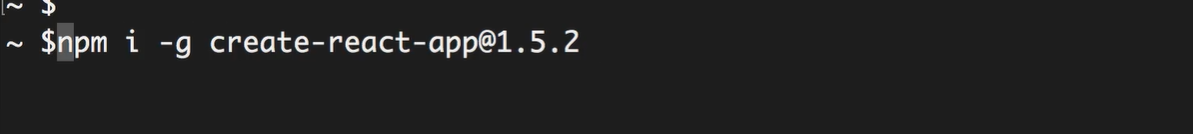 ~ $
~ $npm i -g create-react-app@1.5.2